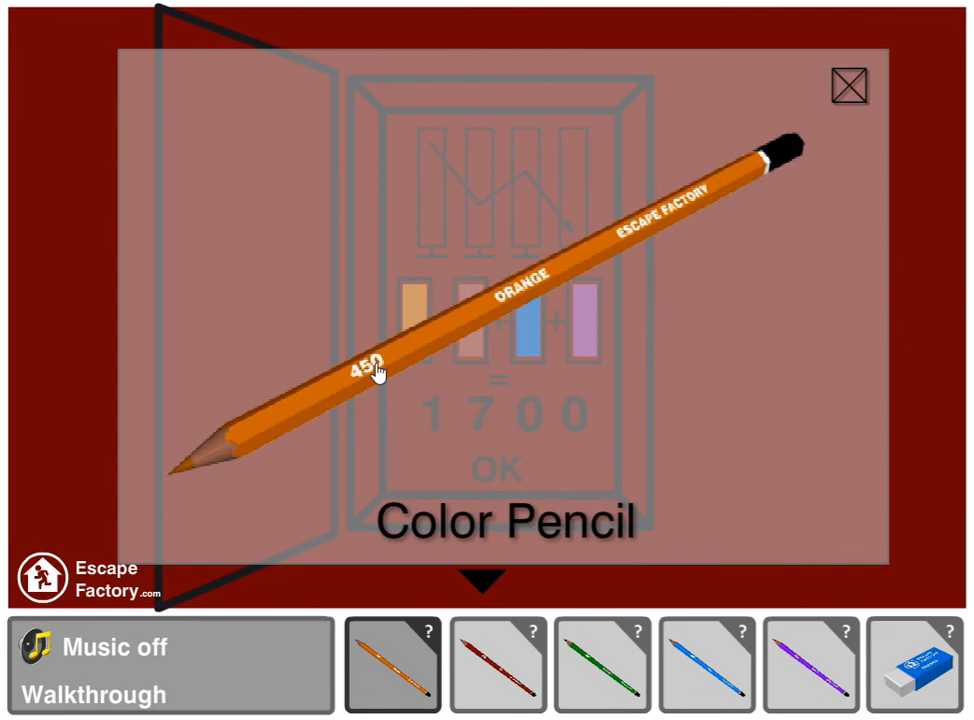 ESCAPE FACTORY
ORANGE
450
+ +
=
1 7 0 0
OK
Color Pencil
Escape
Factory.com
Music off
Walkthrough
? ? ? ? ? ?